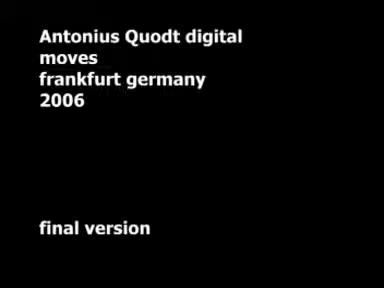 Antonius Quodt digital
moves
frankfurt germany
2006
final version